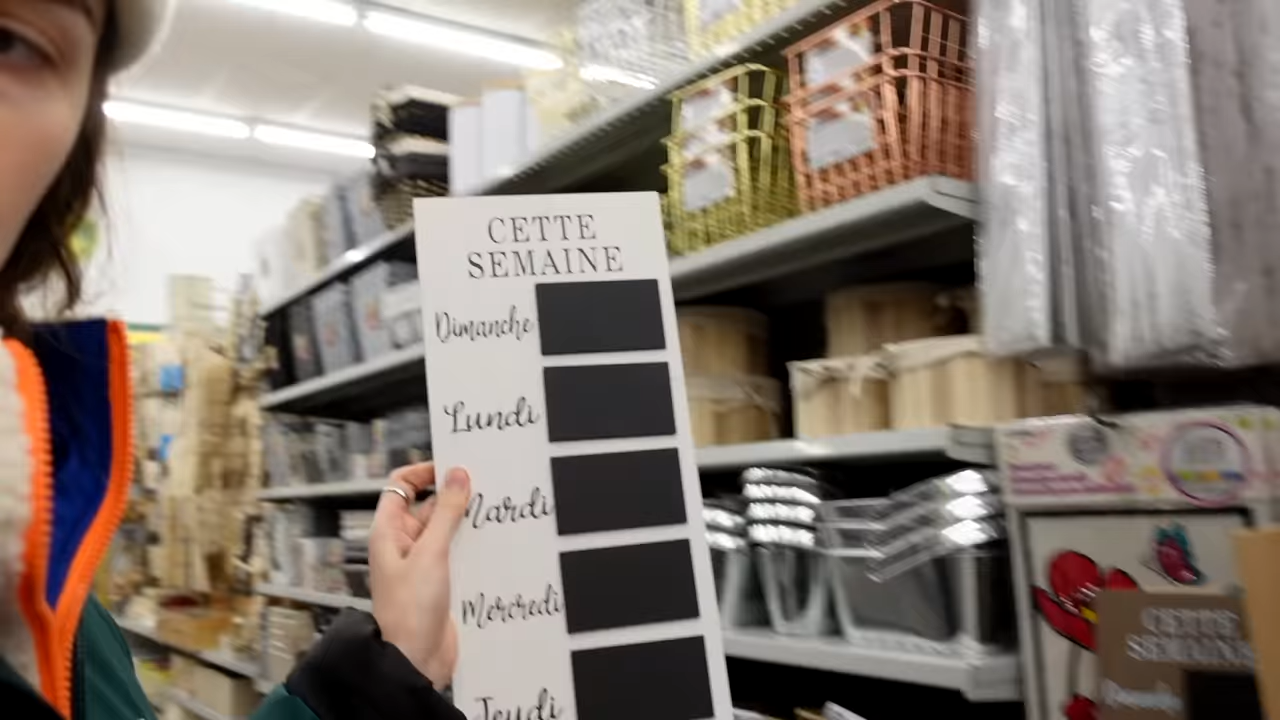 CETTE
SEMAINE
Dimanche
Lundi
Mardi
Mercredi
Jeudi
CETTE
SEMAINE